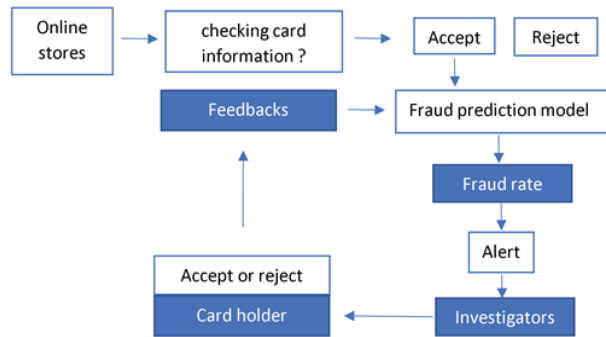 Online
stores
checking card
information ?
Accept
Reject
Feedbacks
Fraud prediction model
Fraud rate
Alert
Accept or reject
Card holder
Investigators